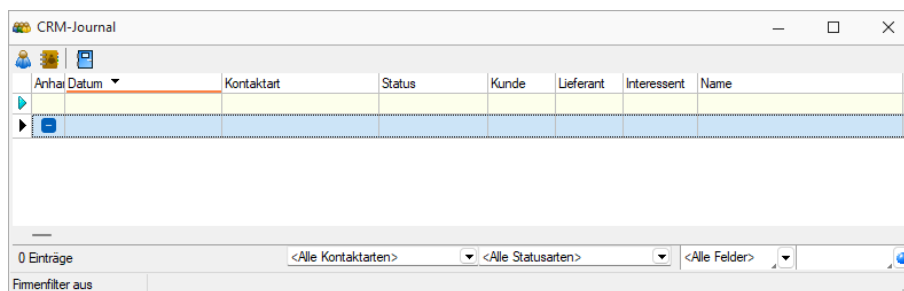 CRM-Journal
Anhar Datum Kontaktart Status Kunde Lieferant Interessent Name
0 Einträge <Alle Kontaktarten> <Alle Statusarten> <Alle Felder>
Firmenfilter aus